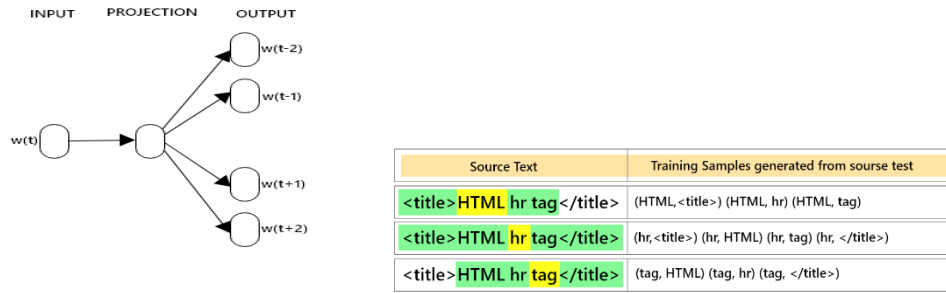 INPUT PROJECTION OUTPUT
w(t-2)
w(t-1)
w(t)
w(t+1)
w(t+2)
Source Text Training Samples generated from sourse test
<title>HTML hr tag</title> (HTML,<title>) (HTML, hr) (HTML, tag)
<title>HTML hr tag</title> (hr,<title>) (hr, HTML) (hr, tag) (hr, </title>)
<title>HTML hr tag</title> (tag, HTML) (tag, hr) (tag, </title>)